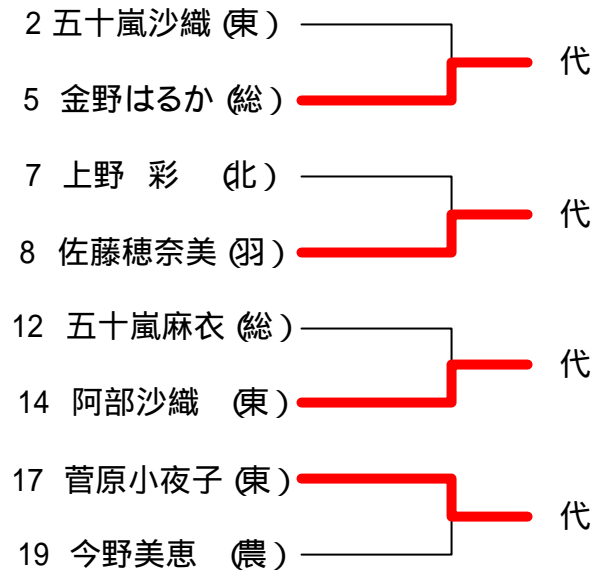 2 五十嵐沙織 (東)
代
5 金野はるか (総)
7 上野 彩 (北)
代
8 佐藤穂奈美 (羽)
12 五十嵐麻衣 (総)
代
14 阿部沙織 (東)
17 菅原小夜子 (東)
代
19 今野美恵 (農)